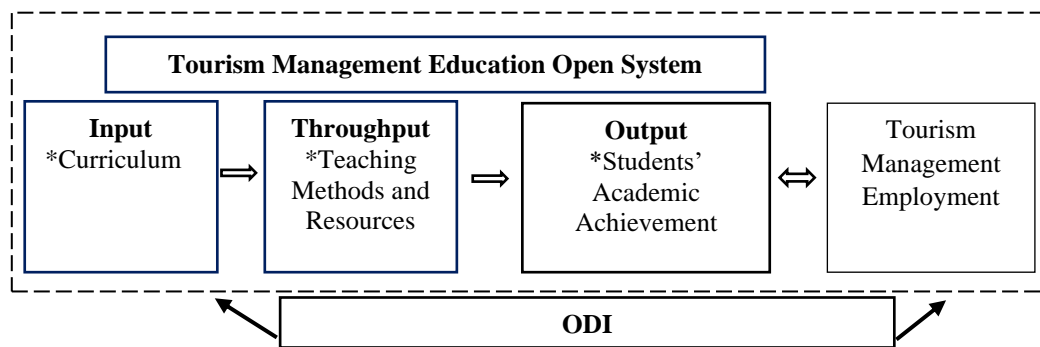 Tourism Management Education Open System
Input
*Curriculum
Throughput
*Teaching
Methods and
Resources
Output
*Students’
Academic
Achievement
Tourism
Management
Employment
ODI